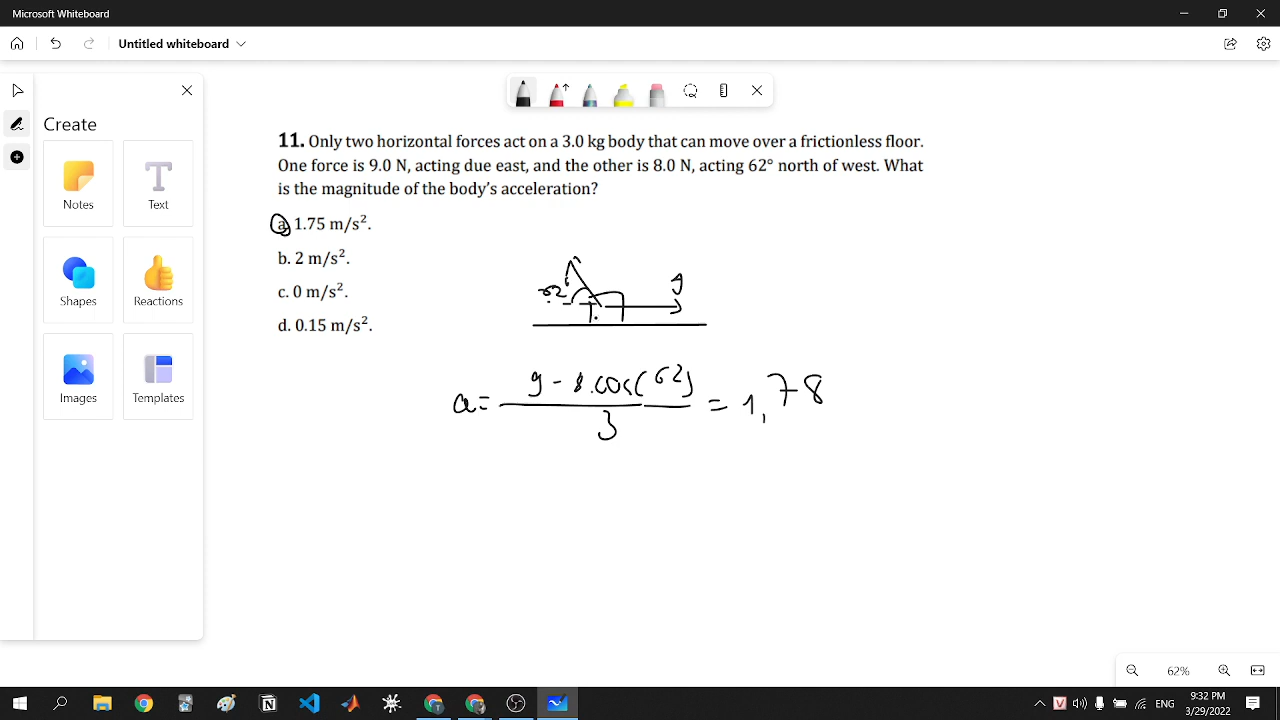 Microsoft Whiteboard
Untitled whiteboard
Create
Notes
Text
Shapes
Reactions
Images
Templates
11. Only two horizontal forces act on a 3.0 kg body that can move over a frictionless floor.
One force is 9.0 N, acting due east, and the other is 8.0 N, acting 62° north of west. What
is the magnitude of the body's acceleration?
a. 1.75 m/s².
b. 2 m/s².
c. 0 m/s².
d. 0.15 m/s².
62
9
a = 9 - 8.cos(62) / 3 = 1,78
62%
ENG
9:32 PM
3/29/2022